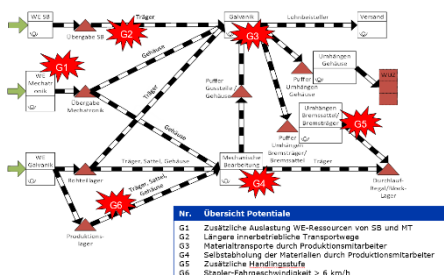 WE SB
Träger
Galvanik
Lohnbeisteller
Versand
Übergabe SB
G2
G3
G1
WE Mechatronik
Gehäuse
Träger
Puffer Gussteile / Gehäuse
Puffer Umhängen Gehäuse
Umhängen Gehäuse
Übergabe Mechatronik
Gehäuse
Umhängen Bremssattel/ Bremsträger
G5
Puffer Umhängen Bremsträger/ Bremssattel
WE Galvanik
Träger, Sattel, Gehäuse
Mechanische Bearbeitung
Träger
Rohteillager
Träger, Sattel, Gehäuse
G6
G4
Durchlauf-Regal/Block-Lager
Produktions-lager
Nr. Übersicht Potentiale
G1 Zusätzliche Auslastung WE-Ressourcen von SB und MT
G2 Längere innerbetriebliche Transportwege
G3 Materialtransporte durch Produktionsmitarbeiter
G4 Selbstabholung der Materialien durch Produktionsmitarbeiter
G5 Zusätzliche Handlingsstufe
G6 Stapler-Fahrgeschwindigkeit > 6 km/h